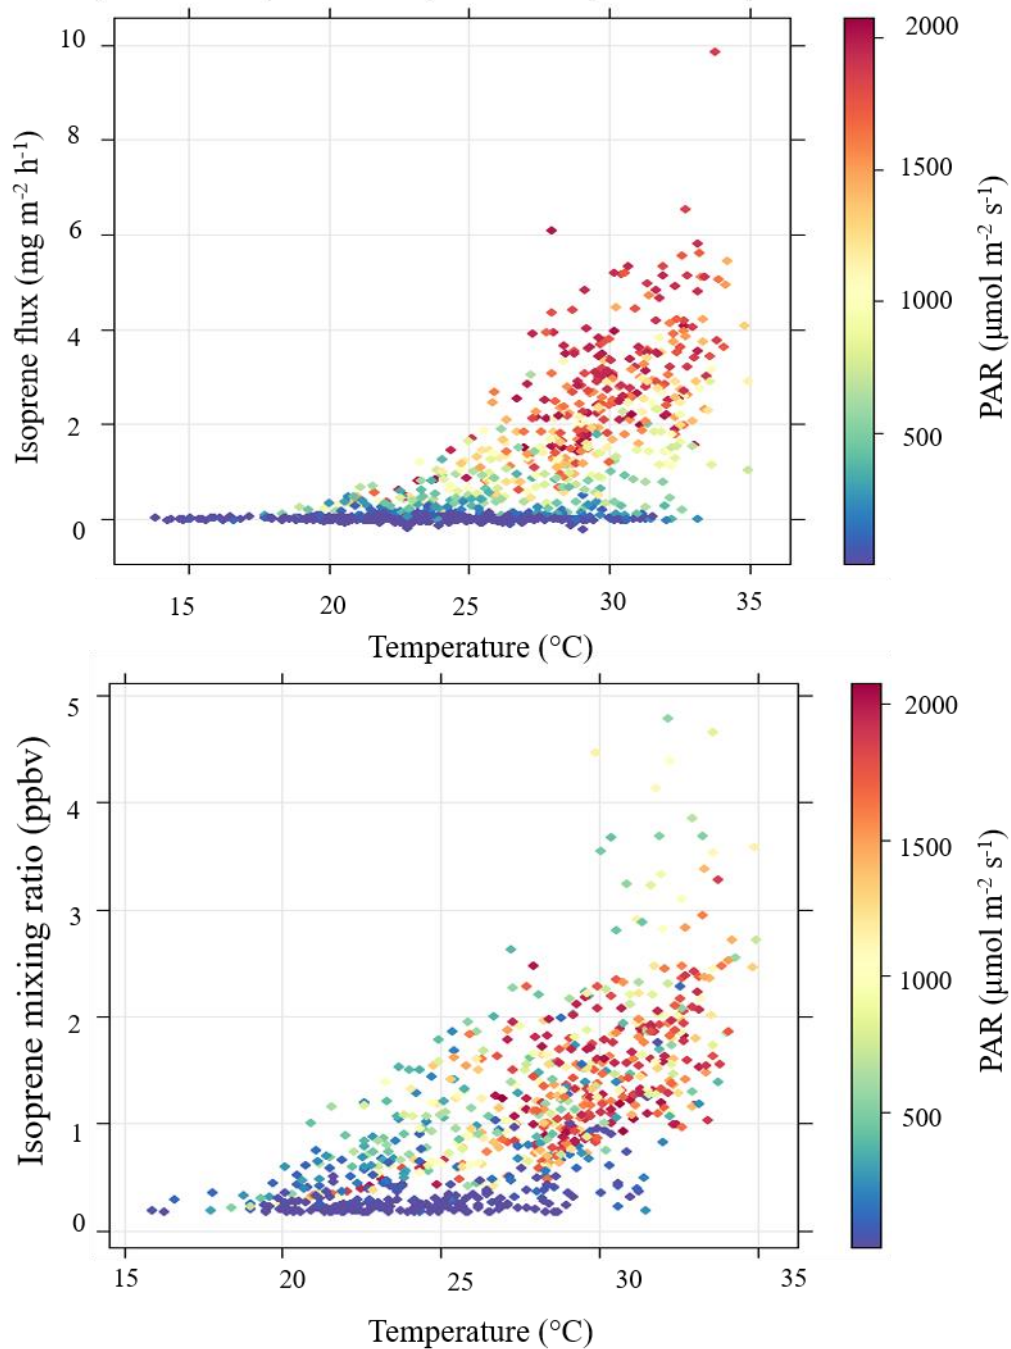 10
8
6
4
2
0
Isoprene flux (mg m⁻² h⁻¹)
15 20 25 30 35
Temperature (°C)
2000
1500
1000
500
PAR (µmol m⁻² s⁻¹)
5
4
3
2
1
0
Isoprene mixing ratio (ppbv)
15 20 25 30 35
Temperature (°C)
2000
1500
1000
500
PAR (µmol m⁻² s⁻¹)